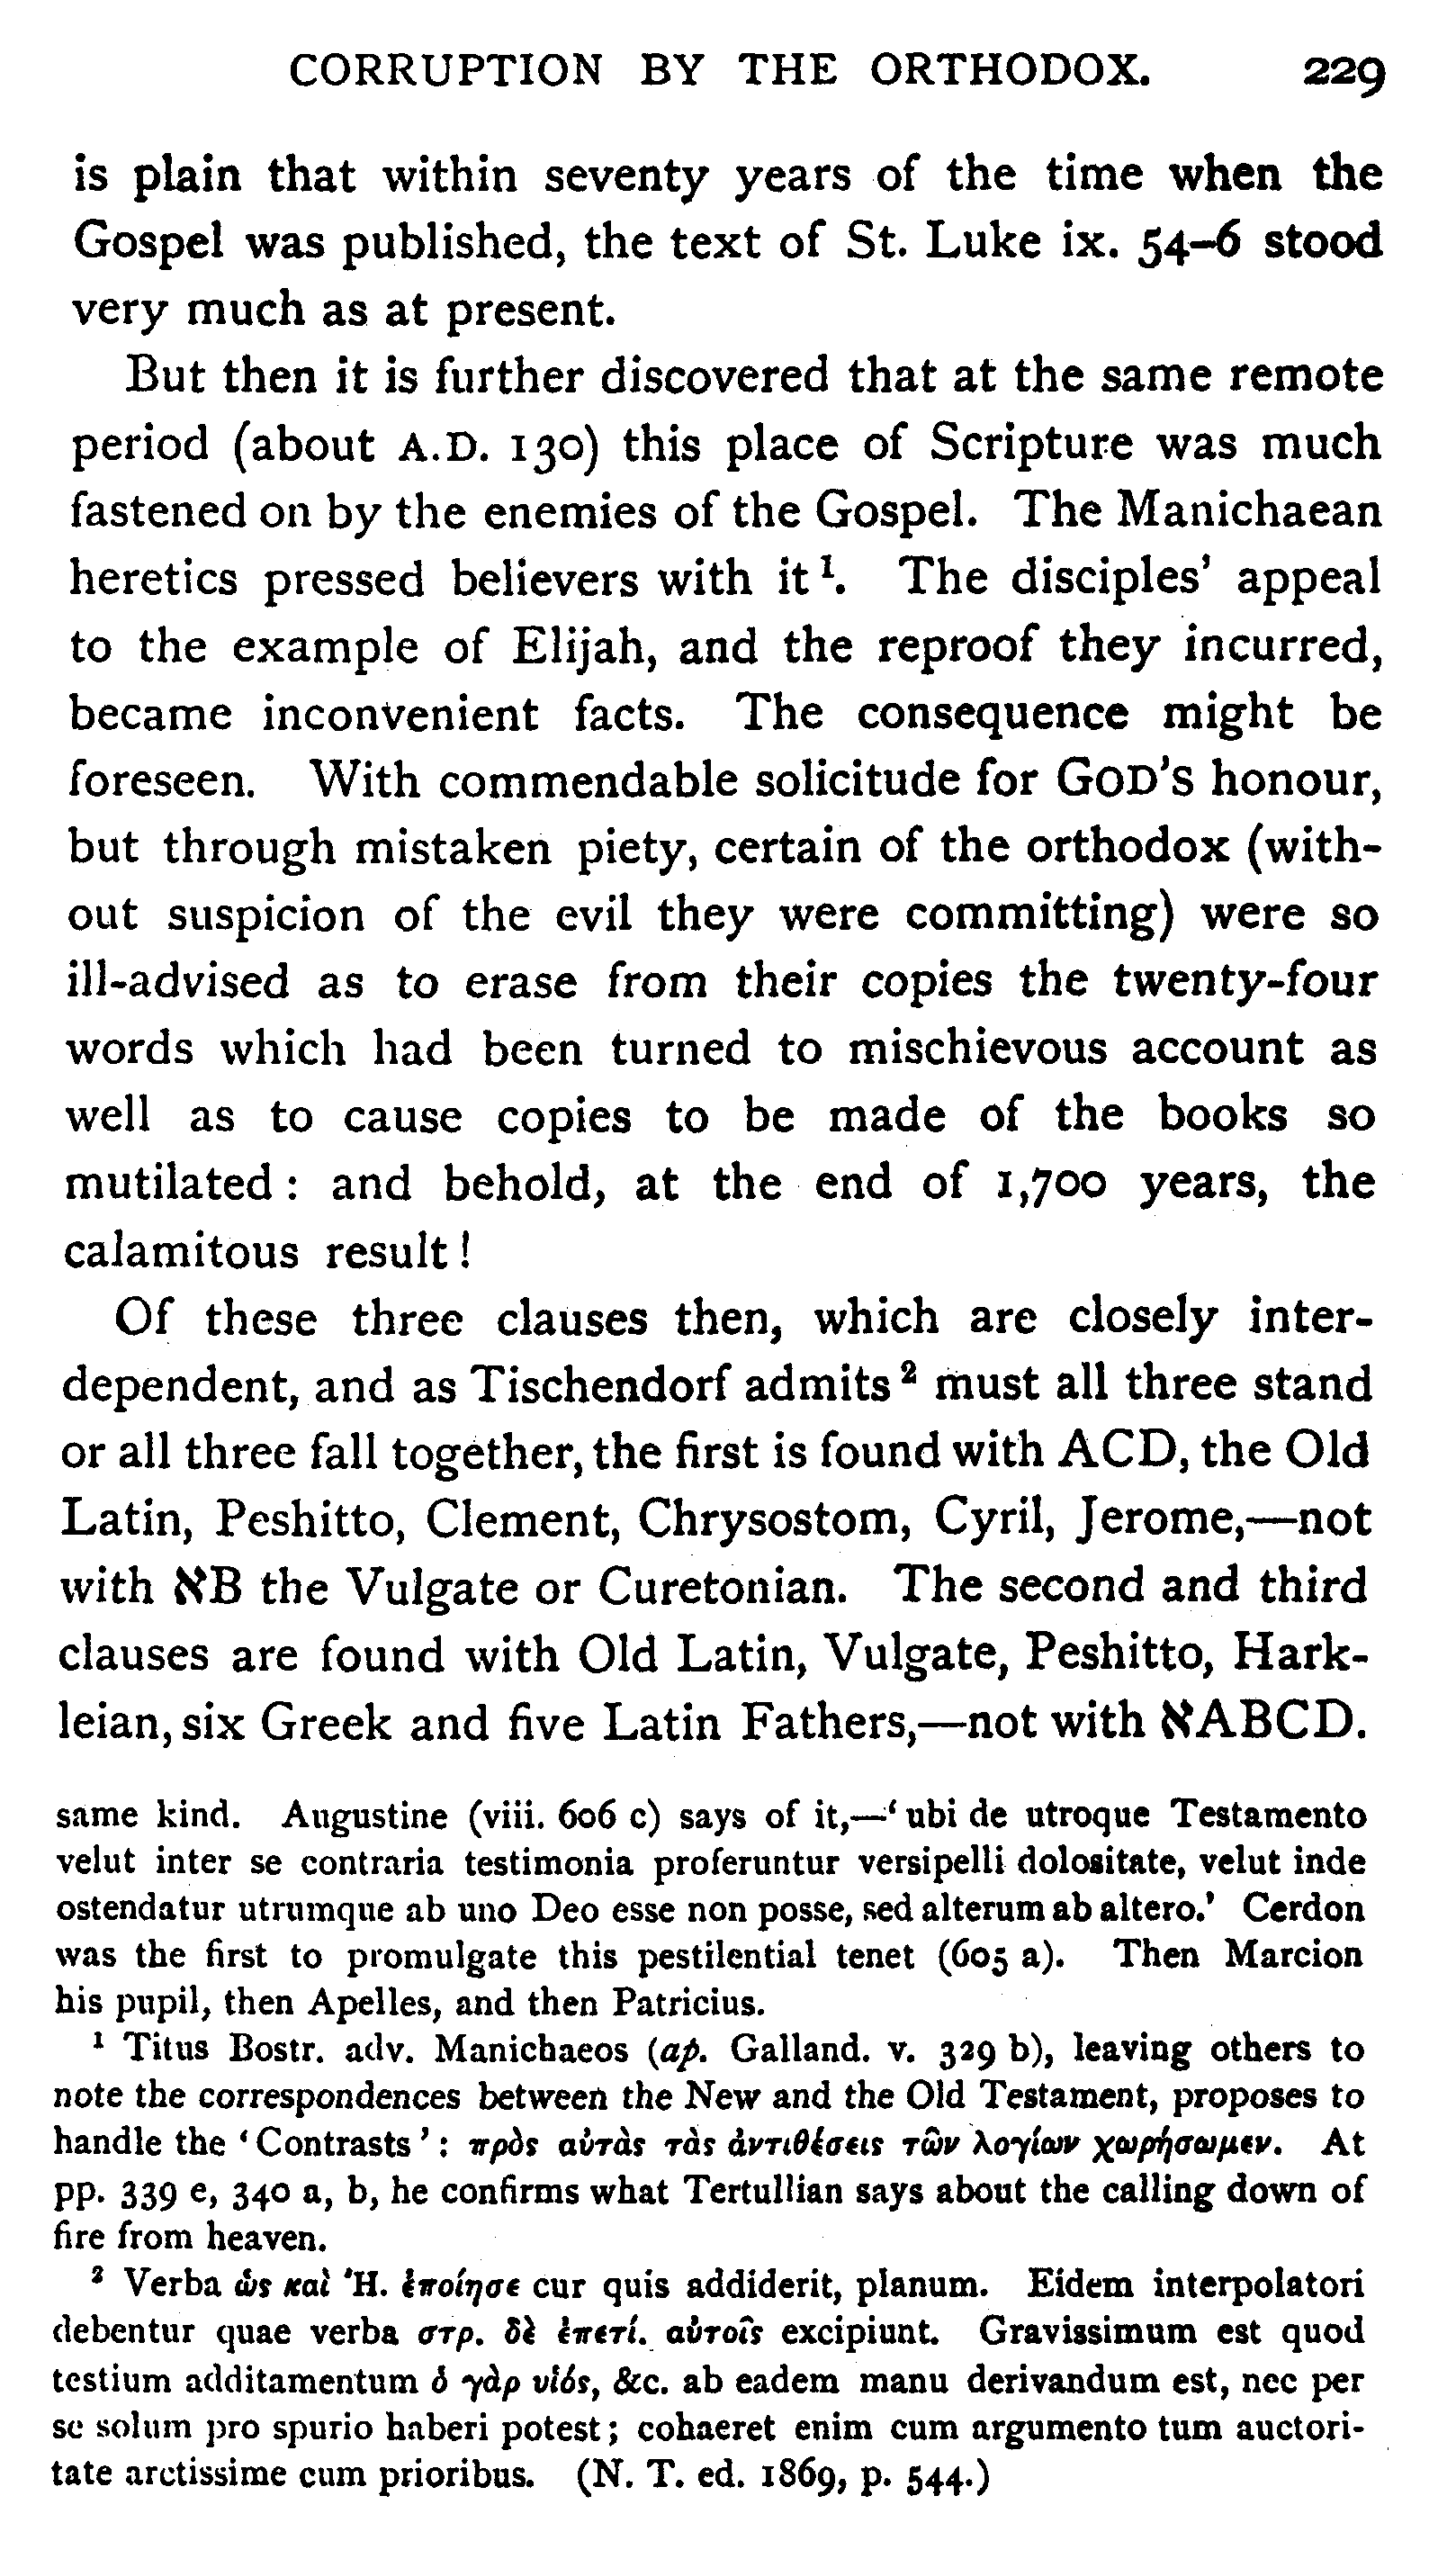 CORRUPTION BY THE ORTHODOX. 229
is plain that within seventy years of the time when the
Gospel was published, the text of St. Luke ix. 54–6 stood
very much as at present.
But then it is further discovered that at the same remote
period (about A.D. 130) this place of Scripture was much
fastened on by the enemies of the Gospel. The Manichaean
heretics pressed believers with it ¹. The disciples' appeal
to the example of Elijah, and the reproof they incurred,
became inconvenient facts. The consequence might be
foreseen. With commendable solicitude for GOD'S honour,
but through mistaken piety, certain of the orthodox (with-
out suspicion of the evil they were committing) were so
ill-advised as to erase from their copies the twenty-four
words which had been turned to mischievous account as
well as to cause copies to be made of the books so
mutilated : and behold, at the end of 1,700 years, the
calamitous result !
Of these three clauses then, which are closely inter-
dependent, and as Tischendorf admits ² must all three stand
or all three fall together, the first is found with ACD, the Old
Latin, Peshitto, Clement, Chrysostom, Cyril, Jerome,—not
with אB the Vulgate or Curetonian. The second and third
clauses are found with Old Latin, Vulgate, Peshitto, Hark-
leian, six Greek and five Latin Fathers,—not with אABCD.
same kind. Augustine (viii. 606 c) says of it,—‘ ubi de utroque Testamento
velut inter se contraria testimonia proferuntur versipelli dolositate, velut inde
ostendatur utrumque ab uno Deo esse non posse, sed alterum ab altero.’ Cerdon
was the first to promulgate this pestilential tenet (605 a). Then Marcion
his pupil, then Apelles, and then Patricius.
¹ Titus Bostr. adv. Manichaeos (ap. Galland. v. 329 b), leaving others to
note the correspondences between the New and the Old Testament, proposes to
handle the ‘ Contrasts ’ : πρὸς αὐτὰς τὰς ἀντιθέσεις τῶν λογίων χωρήσωμεν. At
pp. 339 e, 340 a, b, he confirms what Tertullian says about the calling down of
fire from heaven.
² Verba ὡς καὶ Ἠ. ἐποίησε cur quis addiderit, planum. Eidem interpolatori
debentur quae verba στρ. δὲ ἐπετί. αὐτοῖς excipiunt. Gravissimum est quod
testium additamentum ὁ γὰρ υἱός, &c. ab eadem manu derivandum est, nec per
se solum pro spurio haberi potest ; cohaeret enim cum argumento tum auctori-
tate arctissime cum prioribus. (N. T. ed. 1869, p. 544.)